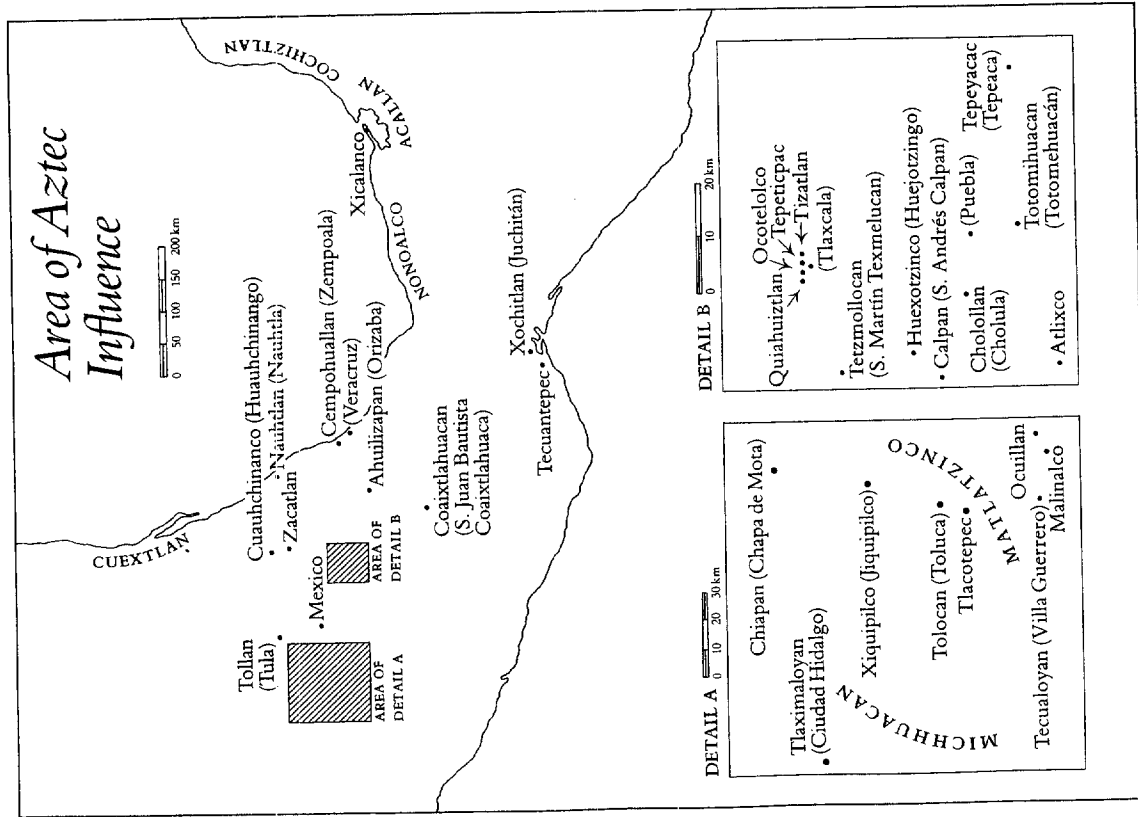 Area of Aztec
Influence
0 50 100 150 200 km
CUEXTLAN
Cuauhchinanco (Huauhchinango)
Nauhtlan (Nauhtla)
Zacatlan
Tollan
(Tula)
Mexico
Cempohuallan (Zempoala)
(Veracruz)
Ahuilizapan (Orizaba)
AREA OF
DETAIL A
AREA OF
DETAIL B
Coaixtlahuacan
(S. Juan Bautista
Coaixtlahuaca)
COCHIZTLAN
ACALLAN
Xicalanco
NONOALCO
Xochitlan (Juchitán)
Tecuantepec
DETAIL A
0 10 20 30 km
Chiapan (Chapa de Mota)
Tlaximaloyan
(Ciudad Hidalgo)
Xiquipilco (Jiquipilco)
MICHHUACAN
Tolocan (Toluca)
Tlacotepec
MATLATZINCO
Tecualoyan (Villa Guerrero)
Ocuillan
Malinalco
DETAIL B
0 10 20 km
Quiahuiztlan
Ocotelolco
Tepeticpac
Tizatlan
(Tlaxcala)
Tetzmollocan
(S. Martín Texmelucan)
Huexotzinco (Huejotzingo)
Calpan (S. Andrés Calpan)
Cholollan
(Cholula)
(Puebla)
Tepeyacac
(Tepeaca)
Atlixco
Totomihuacan
(Totomehuacán)